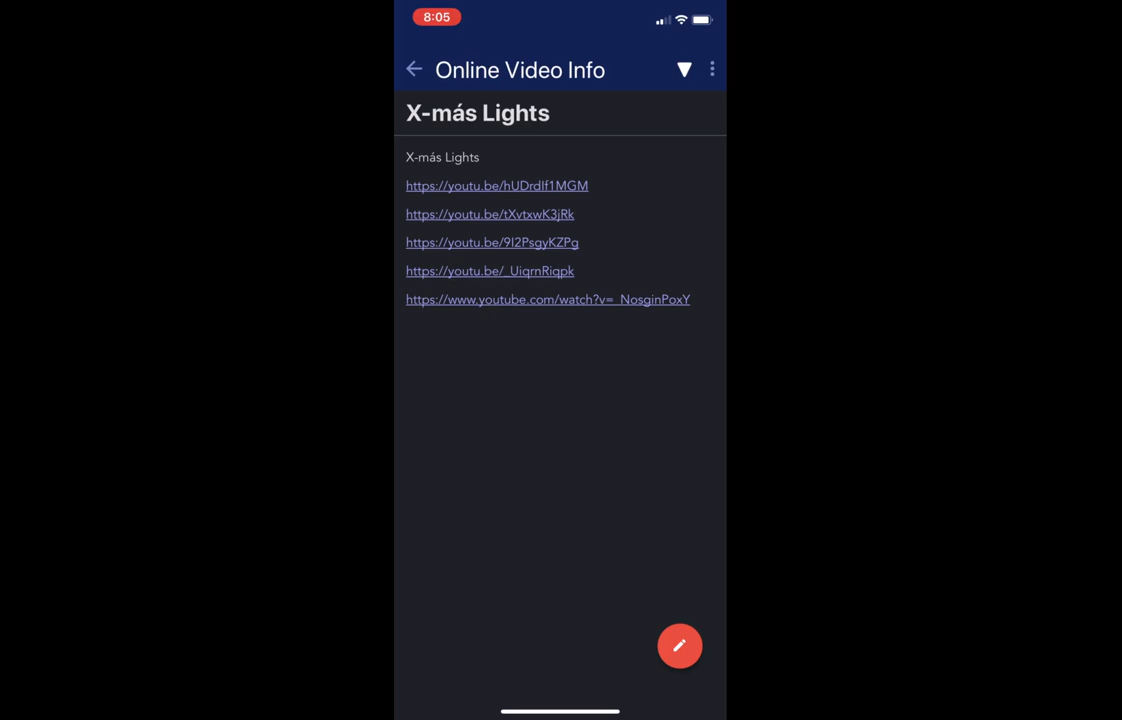 8:05
Online Video Info
X-más Lights
X-más Lights
https://youtu.be/hUDrdIf1MGM
https://youtu.be/tXvtxwK3jRk
https://youtu.be/9I2PsgyKZPg
https://youtu.be/_UiqrnRiqpk
https://www.youtube.com/watch?v=_NosginPoxY